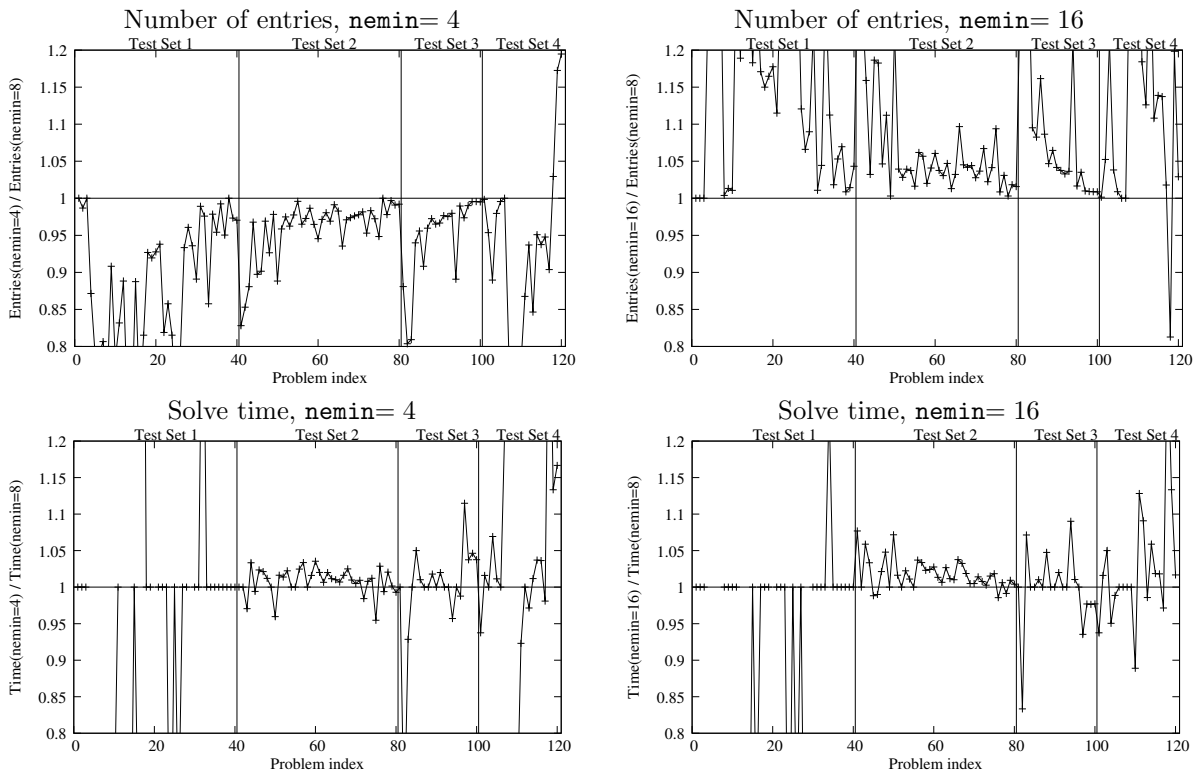 Number of entries, nemin= 4
Test Set 1 Test Set 2 Test Set 3 Test Set 4
Entries(nemin=4) / Entries(nemin=8)
1.2
1.15
1.1
1.05
1
0.95
0.9
0.85
0.8
0 20 40 60 80 100 120
Problem index
Number of entries, nemin= 16
Test Set 1 Test Set 2 Test Set 3 Test Set 4
Entries(nemin=16) / Entries(nemin=8)
1.2
1.15
1.1
1.05
1
0.95
0.9
0.85
0.8
0 20 40 60 80 100 120
Problem index
Solve time, nemin= 4
Test Set 1 Test Set 2 Test Set 3 Test Set 4
Time(nemin=4) / Time(nemin=8)
1.2
1.15
1.1
1.05
1
0.95
0.9
0.85
0.8
0 20 40 60 80 100 120
Problem index
Solve time, nemin= 16
Test Set 1 Test Set 2 Test Set 3 Test Set 4
Time(nemin=16) / Time(nemin=8)
1.2
1.15
1.1
1.05
1
0.95
0.9
0.85
0.8
0 20 40 60 80 100 120
Problem index